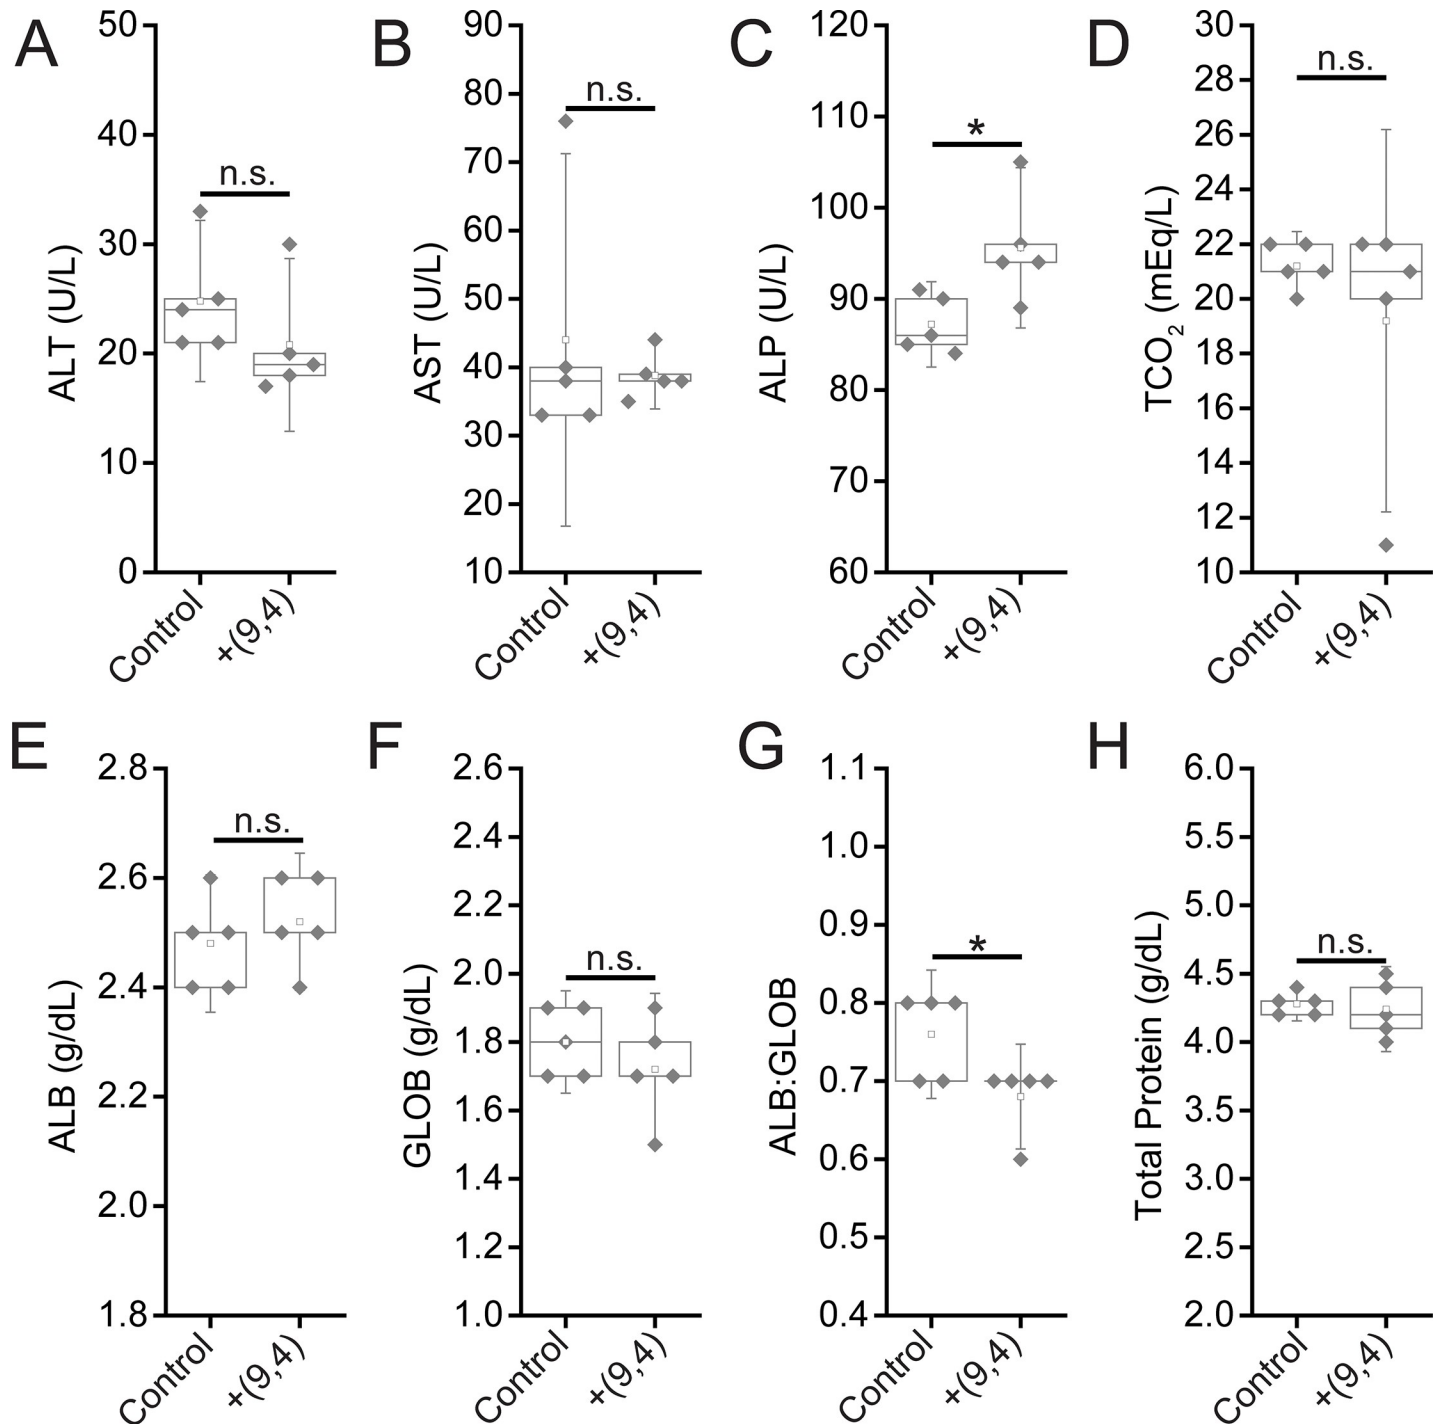 A
50
40
30
20
10
0
ALT (U/L)
n.s.
Control
+(9,4)
B
90
80
70
60
50
40
30
20
10
AST (U/L)
n.s.
Control
+(9,4)
C
120
110
100
90
80
70
60
ALP (U/L)
*
Control
+(9,4)
D
30
28
26
24
22
20
18
16
14
12
10
TCO₂ (mEq/L)
n.s.
Control
+(9,4)
E
2.8
2.6
2.4
2.2
2.0
1.8
ALB (g/dL)
n.s.
Control
+(9,4)
F
2.6
2.4
2.2
2.0
1.8
1.6
1.4
1.2
1.0
GLOB (g/dL)
n.s.
Control
+(9,4)
G
1.1
1.0
0.9
0.8
0.7
0.6
0.5
0.4
ALB:GLOB
*
Control
+(9,4)
H
6.0
5.5
5.0
4.5
4.0
3.5
3.0
2.5
2.0
Total Protein (g/dL)
n.s.
Control
+(9,4)